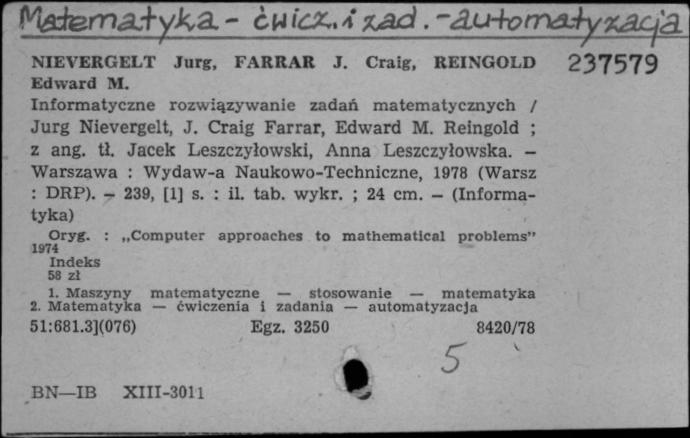 Matematyka - ćwicz. i zad. - automatyzacja
NIEVERGELT Jurg, FARRAR J. Craig, REINGOLD 237579
Edward M.
Informatyczne rozwiązywanie zadań matematycznych /
Jurg Nievergelt, J. Craig Farrar, Edward M. Reingold ;
z ang. tł. Jacek Leszczyłowski, Anna Leszczyłowska. —
Warszawa : Wydaw-a Naukowo-Techniczne, 1978 (Warsz
: DRP). — 239, [1] s. : il. tab. wykr. ; 24 cm. — (Informa-
tyka)
Oryg. : „Computer approaches to mathematical problems"
1974
Indeks
58 zł
1. Maszyny matematyczne — stosowanie — matematyka
2. Matematyka — ćwiczenia i zadania — automatyzacja
51:681.3](076) Egz. 3250 8420/78
5
BN—IB XIII-3011